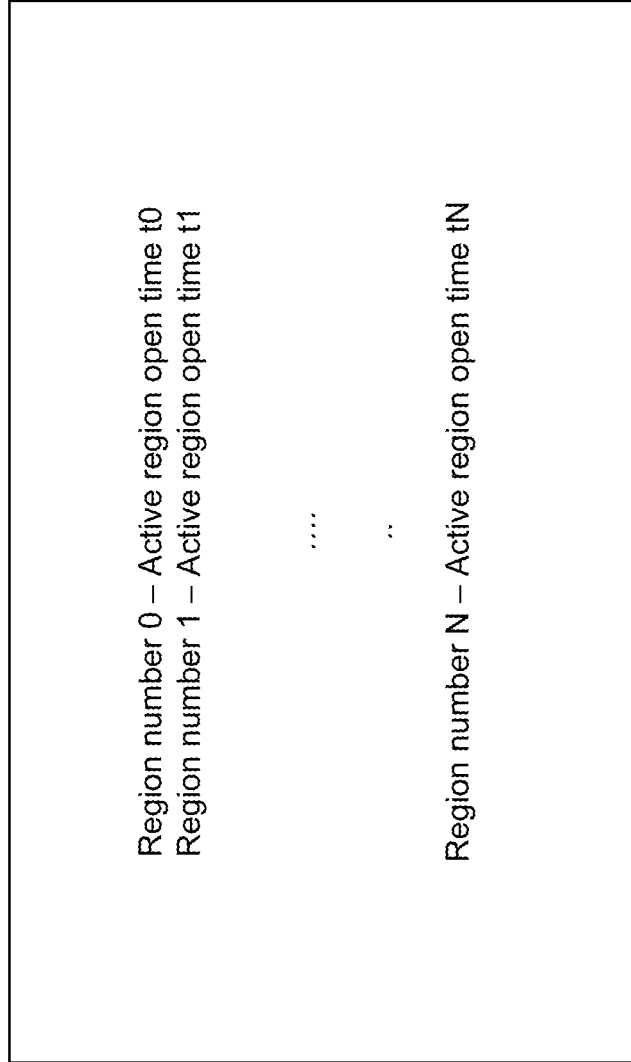 Region number 0 – Active region open time t0
Region number 1 – Active region open time t1
....
..
Region number N – Active region open time tN